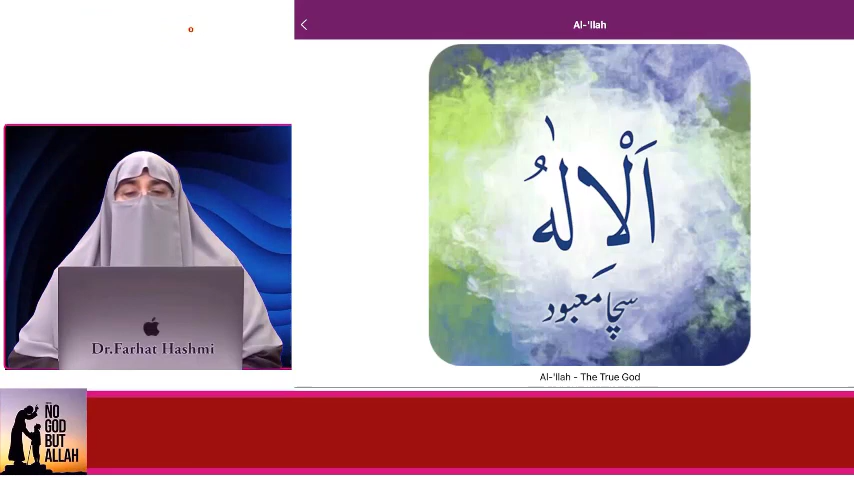 Al-'Ilah
اَلْاِلٰهُ
سچا معبود
Al-'Ilah - The True God
Dr.Farhat Hashmi
NO
GOD
BUT
ALLAH